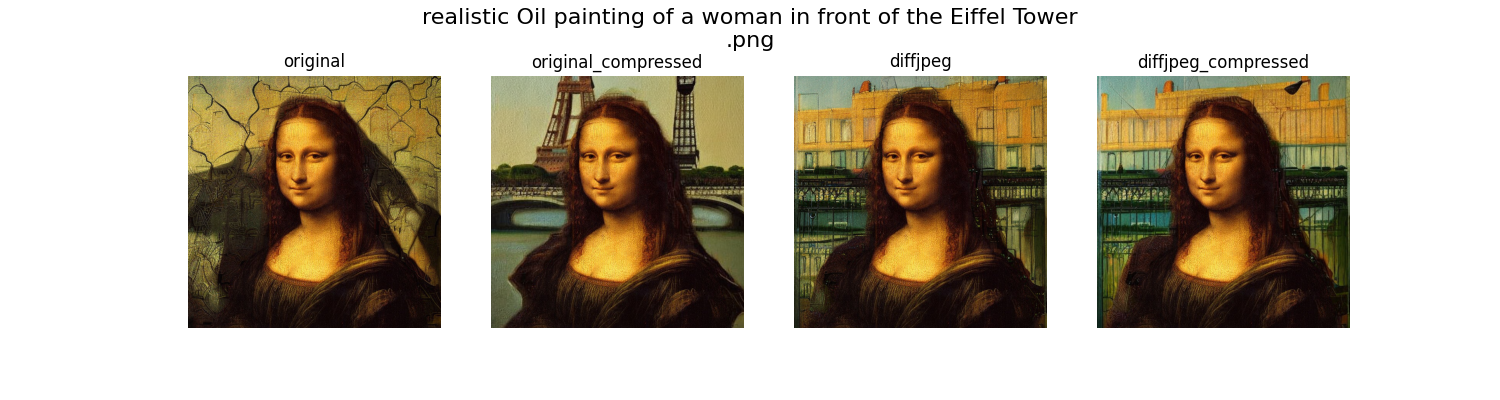 realistic Oil painting of a woman in front of the Eiffel Tower
.png
original
original_compressed
diffjpeg
diffjpeg_compressed